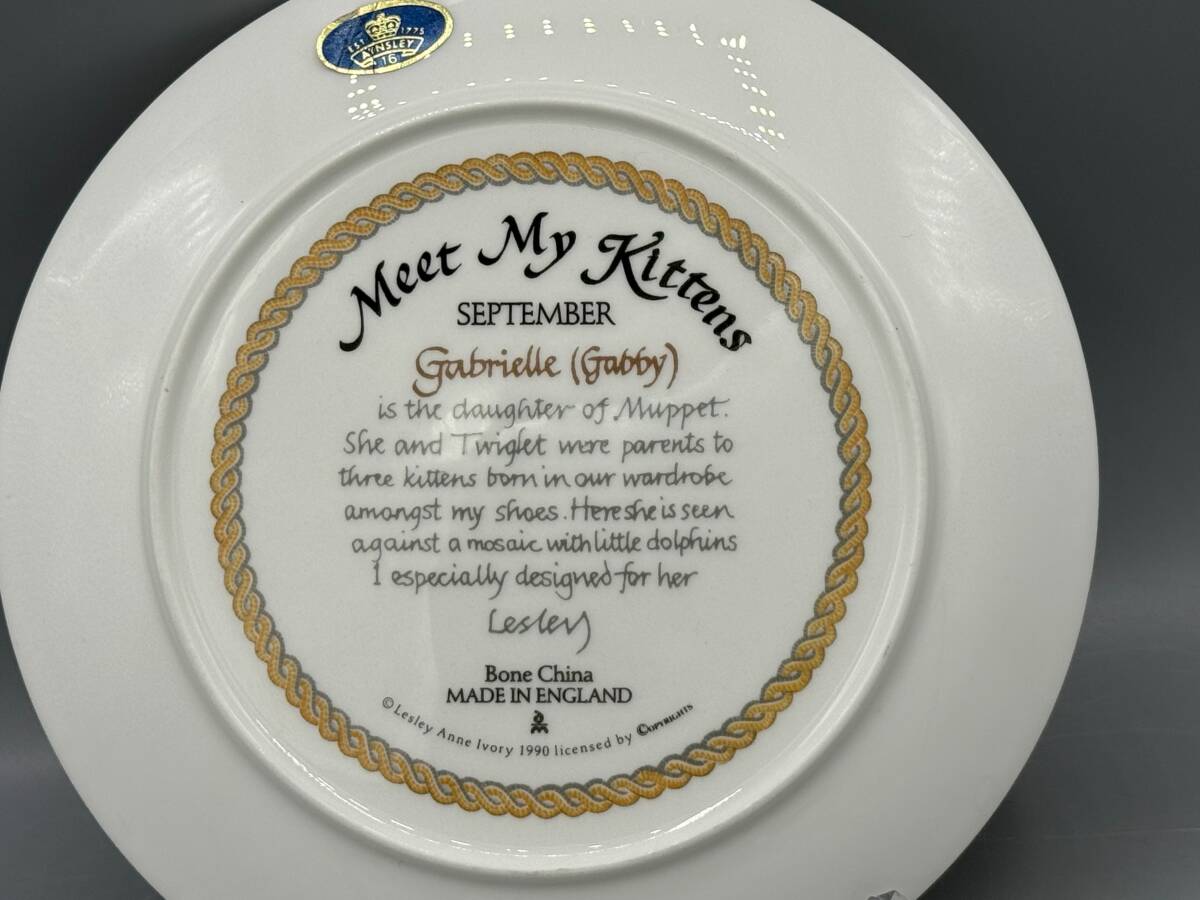 EST 1775
AYNSLEY
16
Meet My Kittens
SEPTEMBER
Gabrielle (Gabby)
is the daughter of Muppet.
She and Twiglet were parents to
three kittens born in our wardrobe
amongst my shoes. Here she is seen
against a mosaic with little dolphins
I especially designed for her
Lesley
Bone China
MADE IN ENGLAND
© Lesley Anne Ivory 1990 licensed by ©OPYRIGHTS